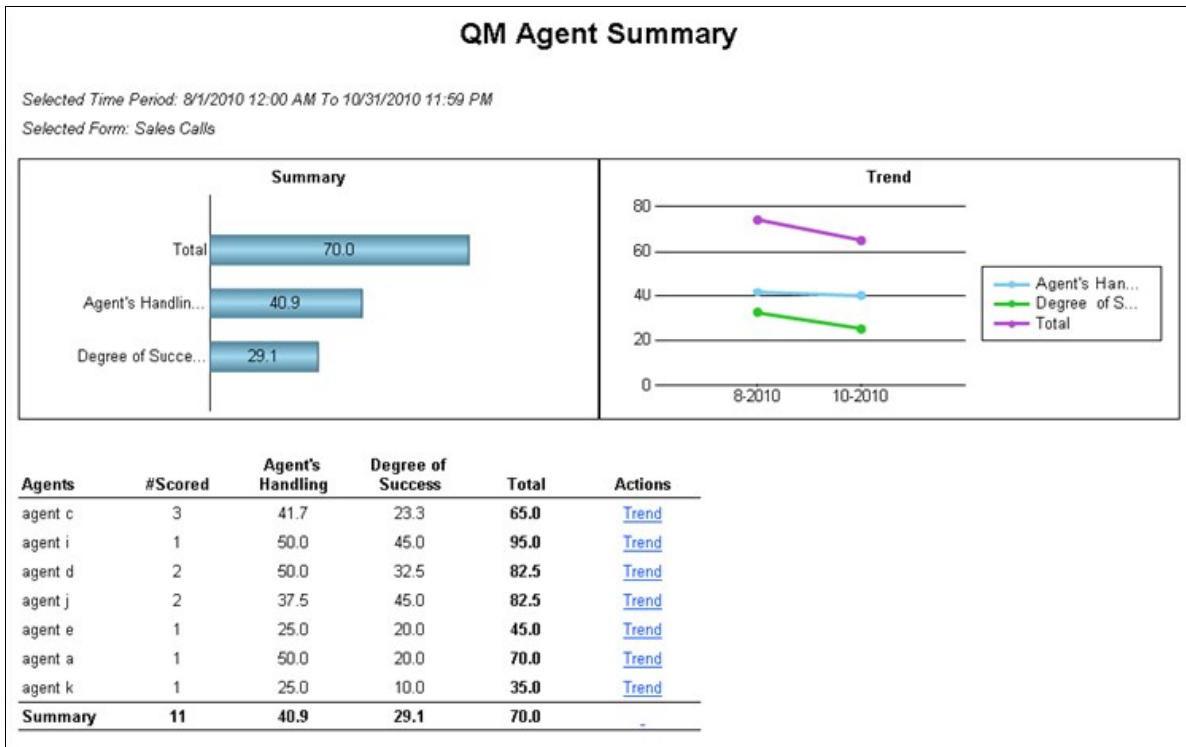 QM Agent Summary
Selected Time Period: 8/1/2010 12:00 AM To 10/31/2010 11:59 PM
Selected Form: Sales Calls
Summary
Total 70.0
Agent's Handlin... 40.9
Degree of Succe... 29.1
Trend
80
60
40
20
0
8-2010 10-2010
Agent's Han...
Degree of S...
Total
Agents #Scored Agent's Handling Degree of Success Total Actions
agent c 3 41.7 23.3 65.0 Trend
agent i 1 50.0 45.0 95.0 Trend
agent d 2 50.0 32.5 82.5 Trend
agent j 2 37.5 45.0 82.5 Trend
agent e 1 25.0 20.0 45.0 Trend
agent a 1 50.0 20.0 70.0 Trend
agent k 1 25.0 10.0 35.0 Trend
Summary 11 40.9 29.1 70.0 -